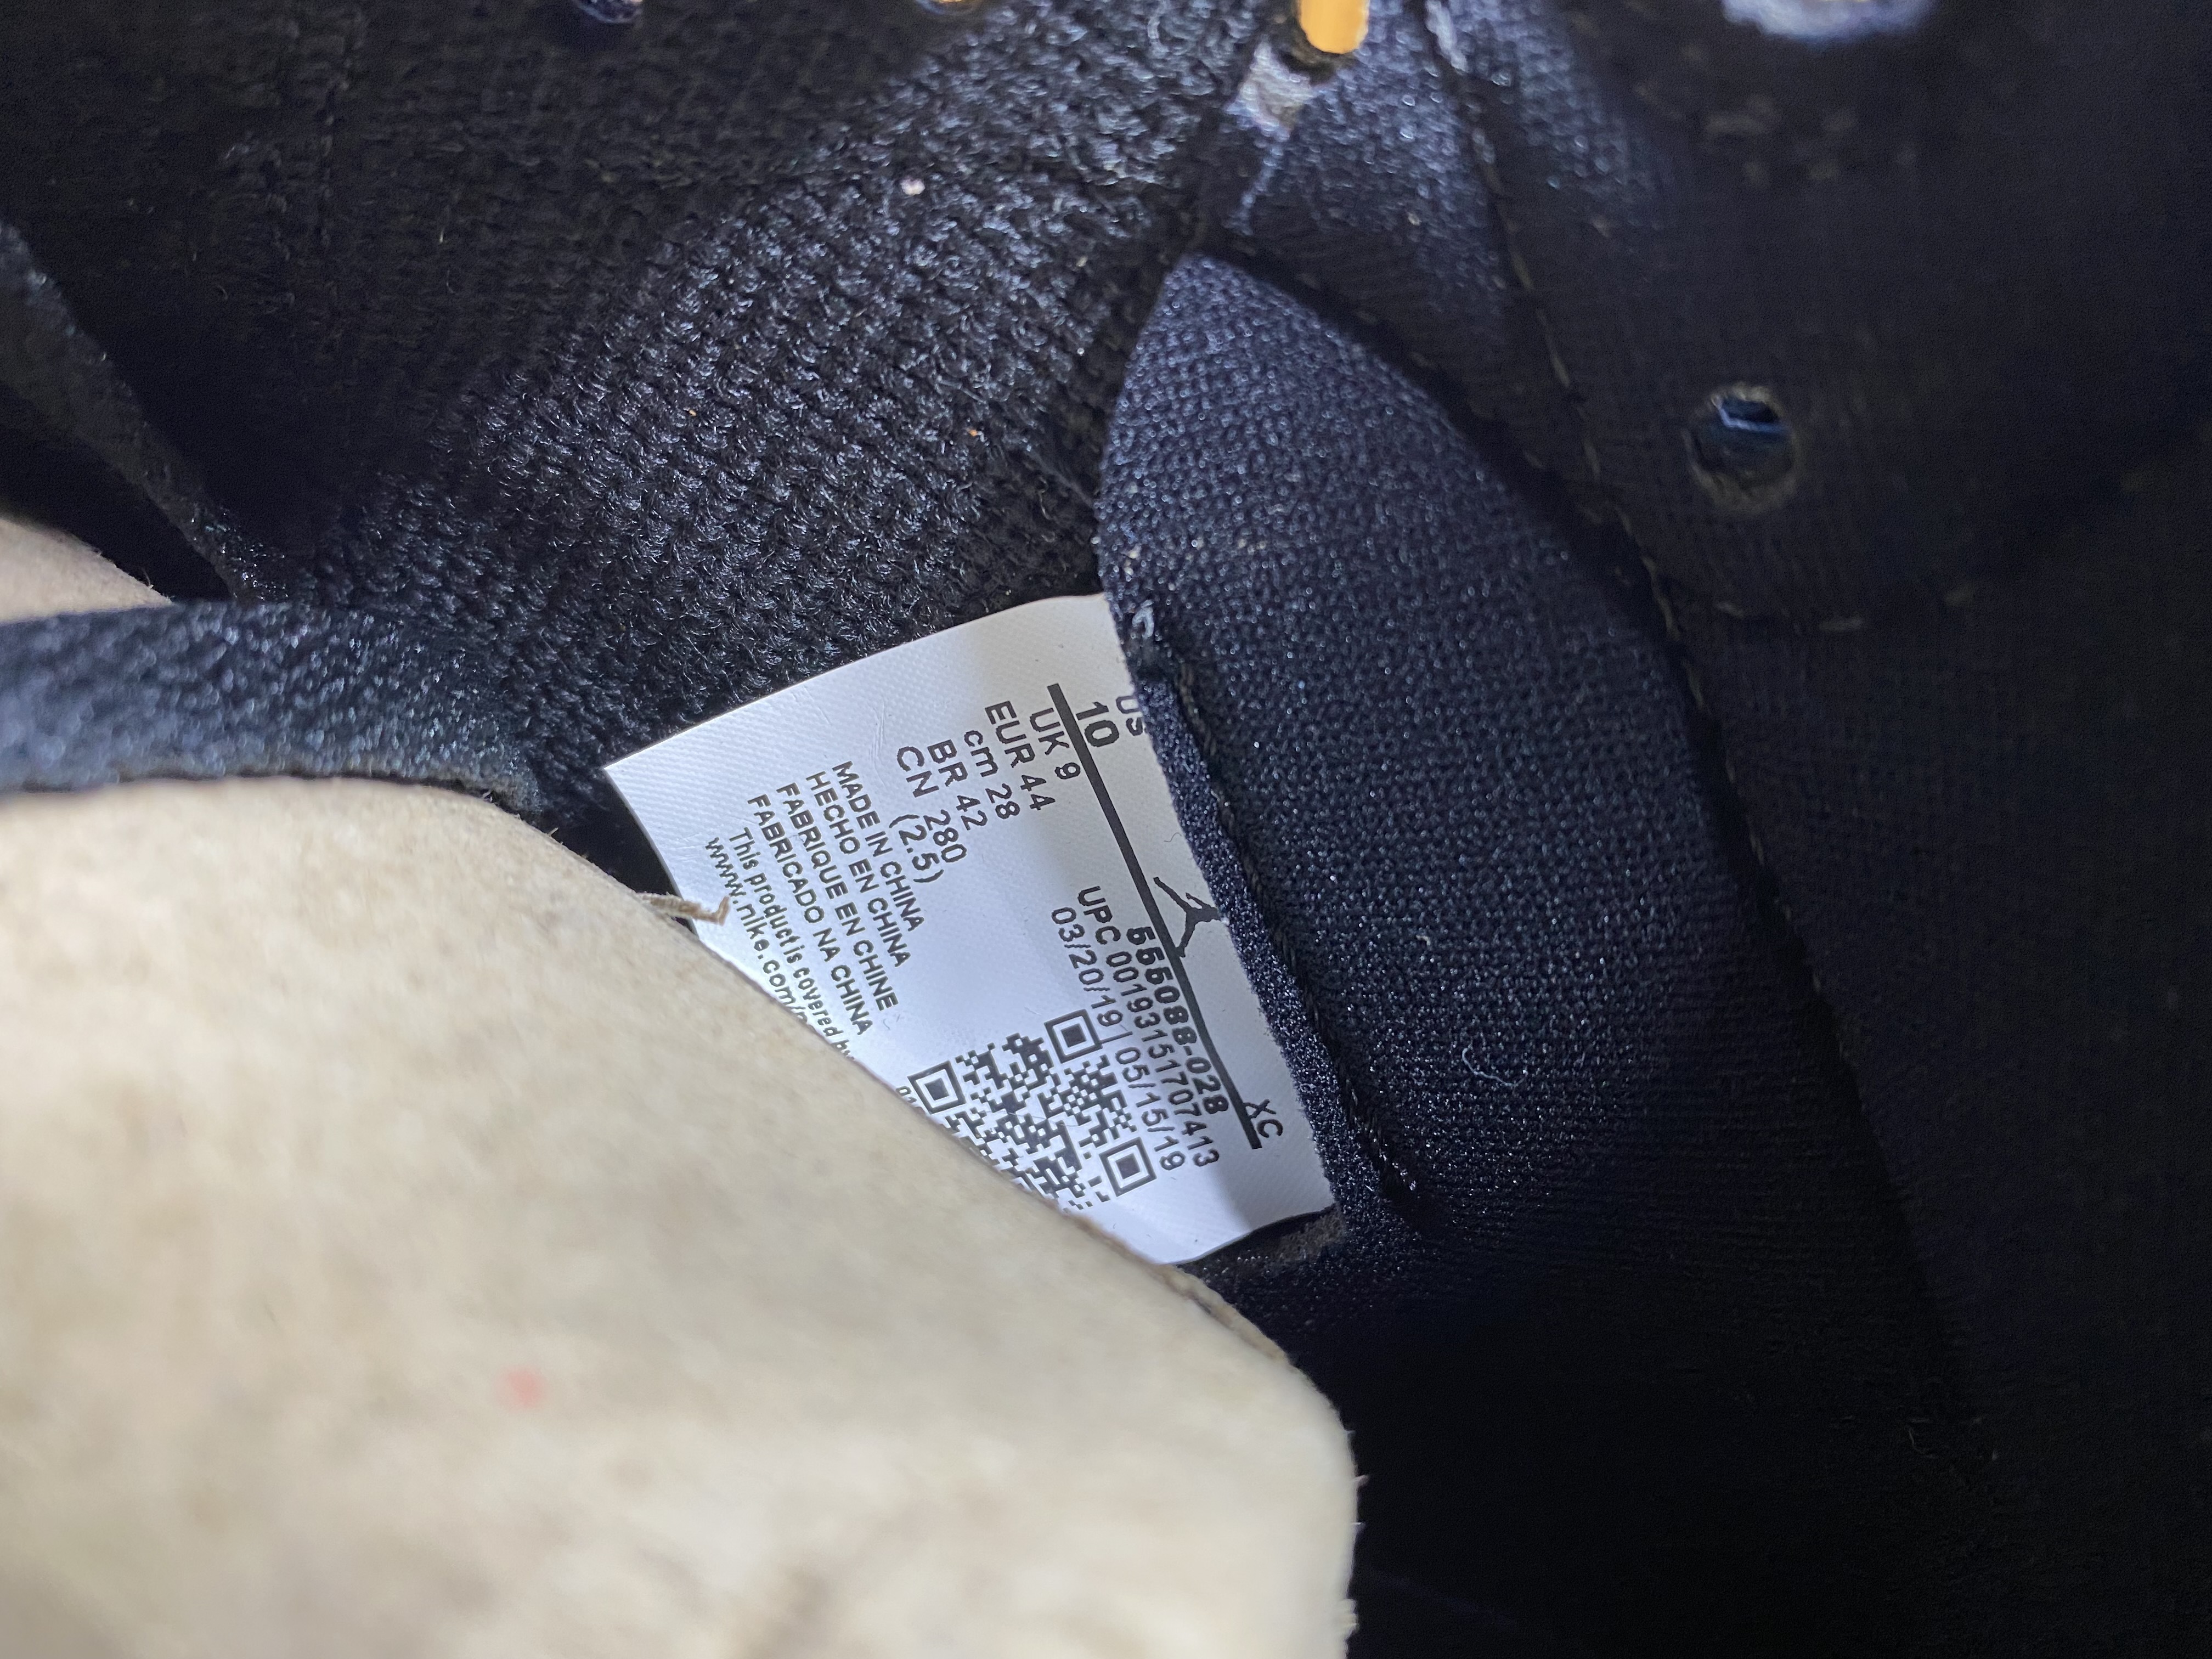 US
10
UK 9
EUR 44
cm 28
BR 42
CN 280
(2.5)
XC
555088-028
UPC 00193151707413
03/20/19 05/15/19
MADE IN CHINA
HECHO EN CHINA
FABRIQUE EN CHINE
FABRICADO NA CHINA
This product is covered
www.nike.com/